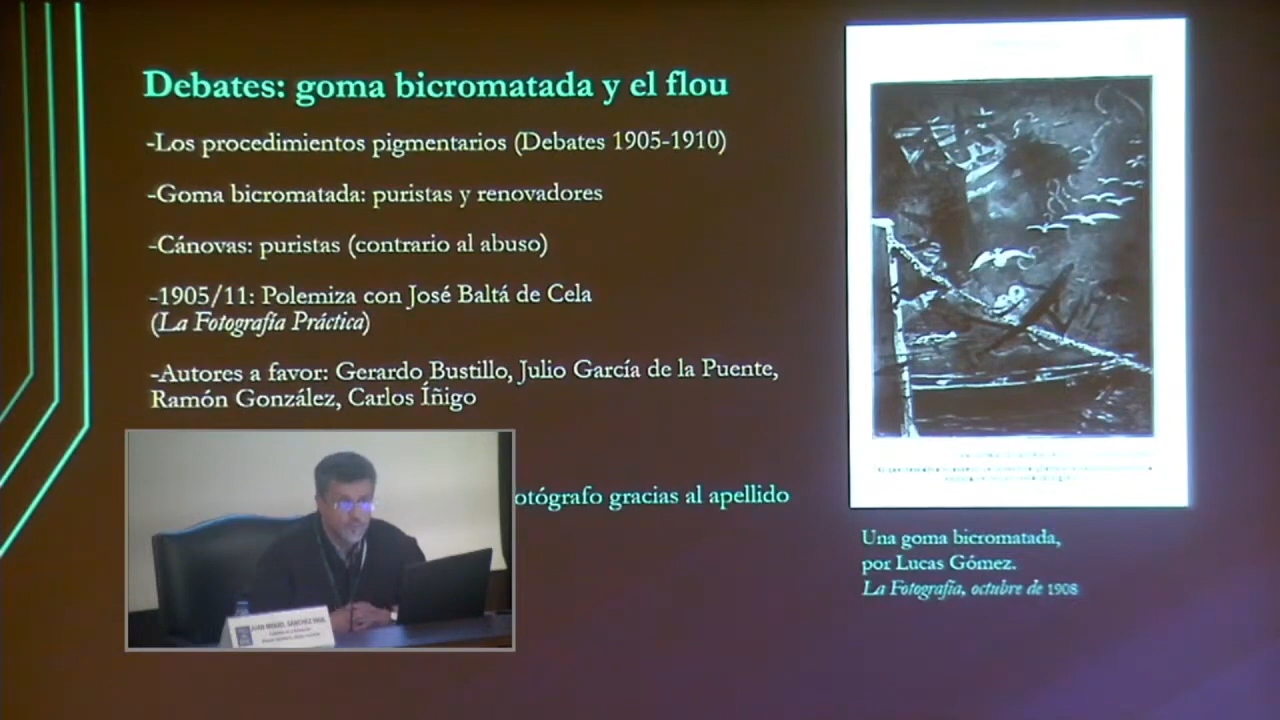 Debates: goma bicromatada y el flou
-Los procedimientos pigmentarios (Debates 1905-1910)
-Goma bicromatada: puristas y renovadores
-Cánovas: puristas (contrario al abuso)
-1905/11: Polemiza con José Baltá de Cela
(La Fotografía Práctica)
-Autores a favor: Gerardo Bustillo, Julio García de la Puente,
Ramón González, Carlos Íñigo
otógrafo gracias al apellido
Una goma bicromatada,
por Lucas Gómez.
La Fotografía, octubre de 1908
JUAN MIGUEL SÁNCHEZ